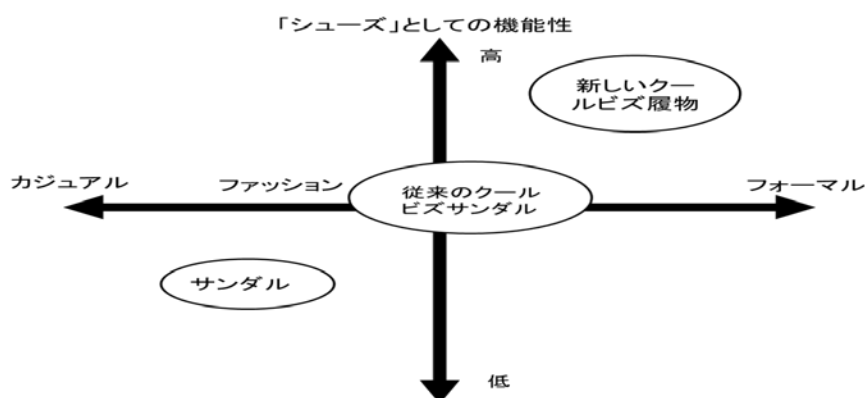 「シューズ」としての機能性
高
新しいクー
ルビズ履物
カジュアル
ファッション
従来のクール
ビズサンダル
フォーマル
サンダル
低